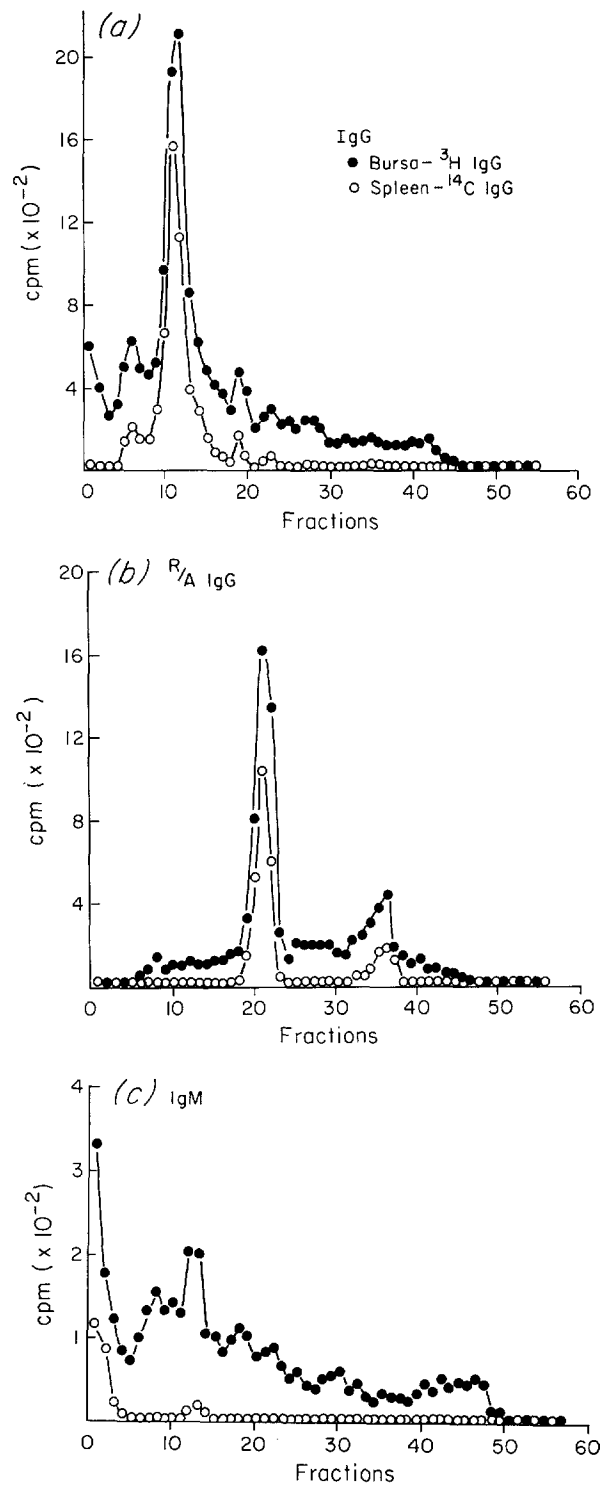 (a)
20
16
12
8
4
cpm (x 10⁻²)
IgG
● Bursa-³H IgG
○ Spleen-¹⁴C IgG
0 10 20 30 40 50 60
Fractions
(b) R/A IgG
20
16
12
8
4
cpm (x 10⁻²)
0 10 20 30 40 50 60
Fractions
(c) IgM
4
3
2
1
cpm (x 10⁻²)
0 10 20 30 40 50 60
Fractions